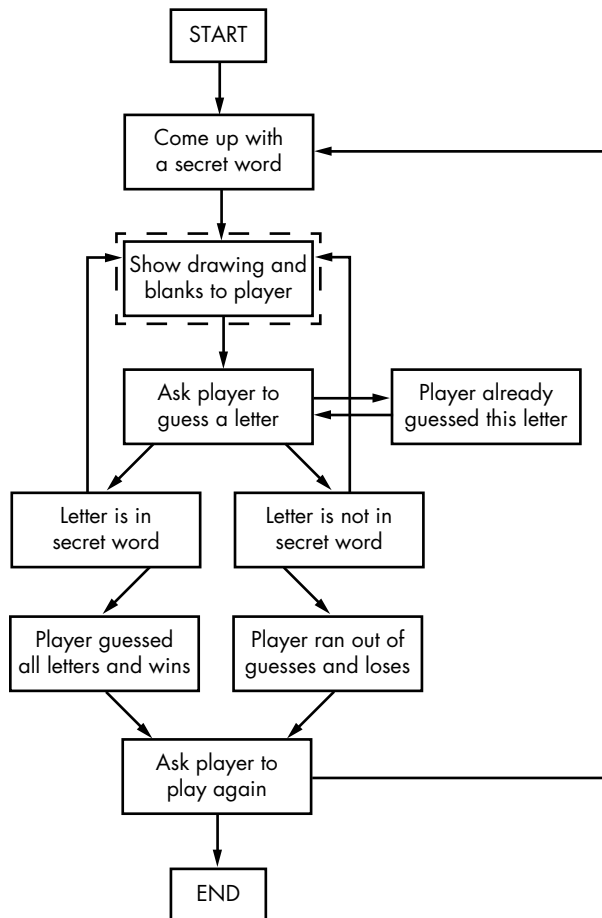 START
Come up with
a secret word
Show drawing and
blanks to player
Ask player to
guess a letter
Player already
guessed this letter
Letter is in
secret word
Letter is not in
secret word
Player guessed
all letters and wins
Player ran out of
guesses and loses
Ask player to
play again
END